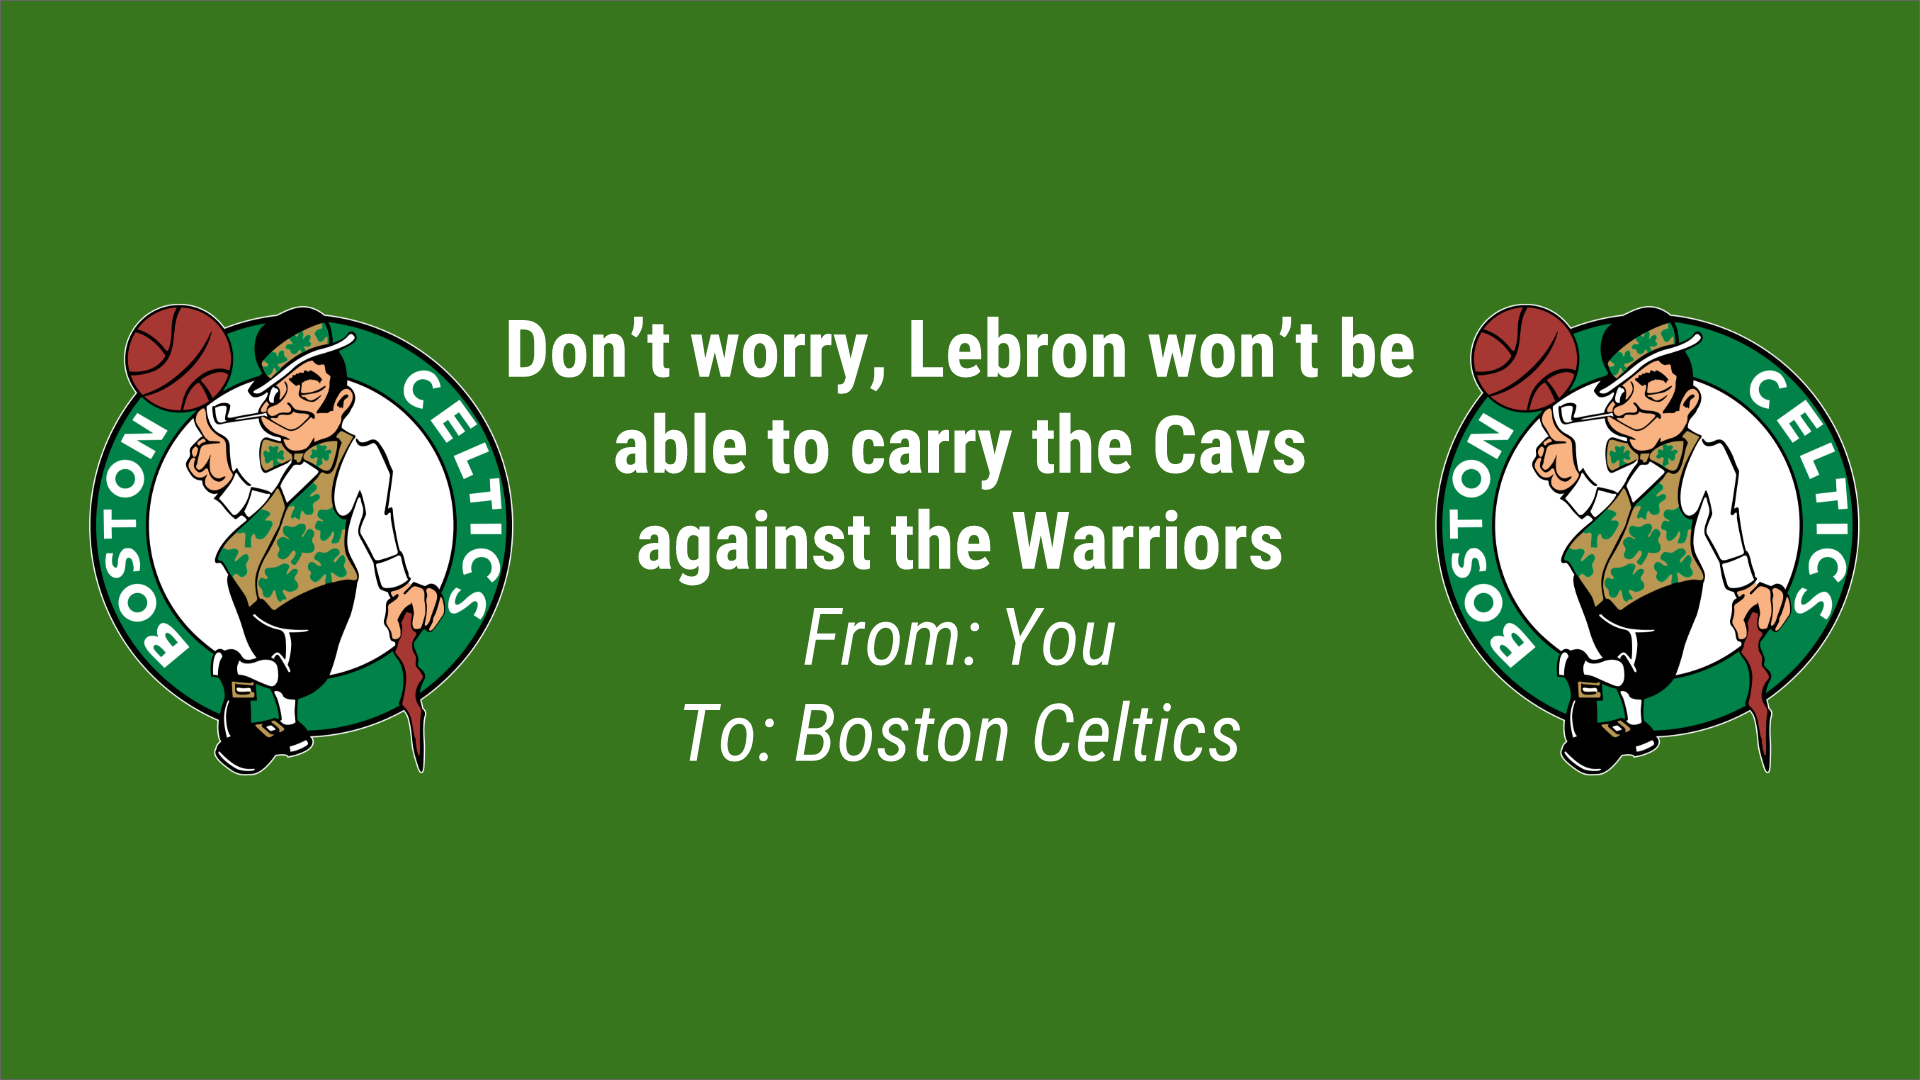 BOSTON CELTICS
Don’t worry, Lebron won’t be
able to carry the Cavs
against the Warriors
From: You
To: Boston Celtics
BOSTON CELTICS